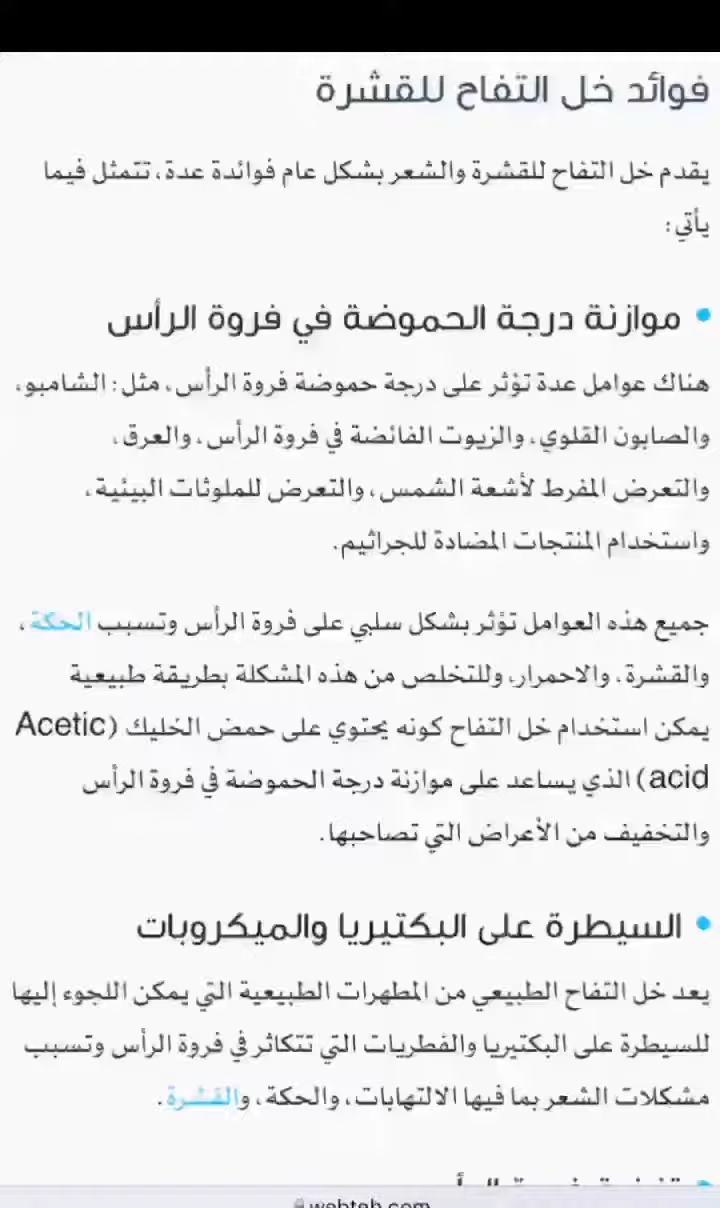 فوائد خل التفاح للقشرة
يقدم خل التفاح للقشرة والشعر بشكل عام فوائدة عدة، تتمثل فيما
يأتي:
موازنة درجة الحموضة في فروة الرأس
هناك عوامل عدة تؤثر على درجة حموضة فروة الرأس، مثل: الشامبو،
والصابون القلوي، والزيوت الفائضة في فروة الرأس، والعرق،
والتعرض المفرط لأشعة الشمس، والتعرض للملوثات البيئية،
واستخدام المنتجات المضادة للجراثيم.
جميع هذه العوامل تؤثر بشكل سلبي على فروة الرأس وتسبب الحكة،
والقشرة، والاحمرار، وللتخلص من هذه المشكلة بطريقة طبيعية
يمكن استخدام خل التفاح كونه يحتوي على حمض الخليك (Acetic
acid) الذي يساعد على موازنة درجة الحموضة في فروة الرأس
والتخفيف من الأعراض التي تصاحبها.
السيطرة على البكتيريا والميكروبات
يعد خل التفاح الطبيعي من المطهرات الطبيعية التي يمكن اللجوء إليها
للسيطرة على البكتيريا والفطريات التي تتكاثر في فروة الرأس وتسبب
مشكلات الشعر بما فيها الالتهابات، والحكة، والقشرة.
webteb.com